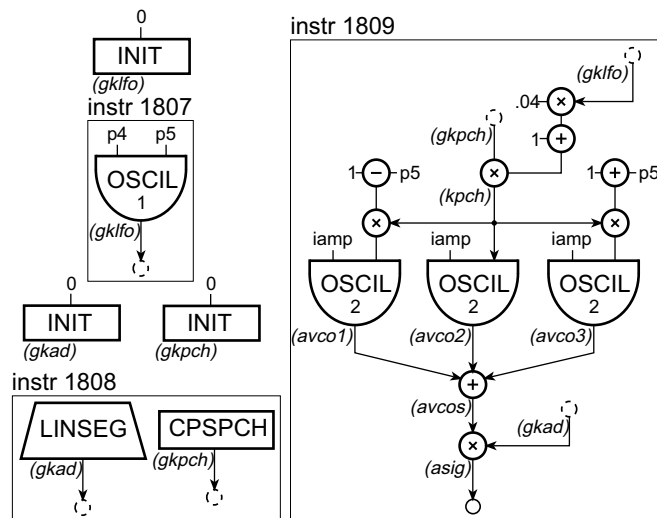 0
INIT
(gklfo)
instr 1807
p4 p5
OSCIL
1
(gklfo)
0
INIT
(gkad)
0
INIT
(gkpch)
instr 1808
LINSEG
(gkad)
CPSPCH
(gkpch)
instr 1809
(gklfo)
.04 ×
(gkpch)
1 +
1 − p5
×
1 + p5
(kpch)
×
×
iamp
OSCIL
2
(avco1)
iamp
OSCIL
2
(avco2)
iamp
OSCIL
2
(avco3)
+
(avcos)
(gkad)
×
(asig)